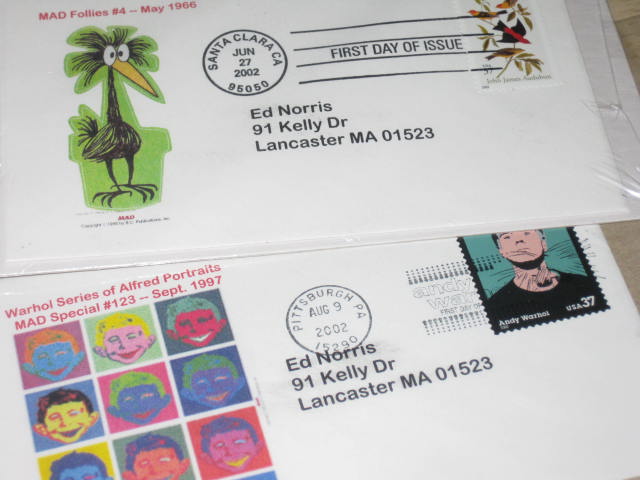 MAD Follies #4 -- May 1966
SANTA CLARA CA
JUN
27
2002
95050
FIRST DAY OF ISSUE
37
John James Audubon
Ed Norris
91 Kelly Dr
Lancaster MA 01523
MAD
Warhol Series of Alfred Portraits
MAD Special #123 -- Sept. 1997
PITTSBURGH PA
AUG 9
2002
15290
andy
FIRST DAY OF
Andy Warhol
USA 37
Ed Norris
91 Kelly Dr
Lancaster MA 01523